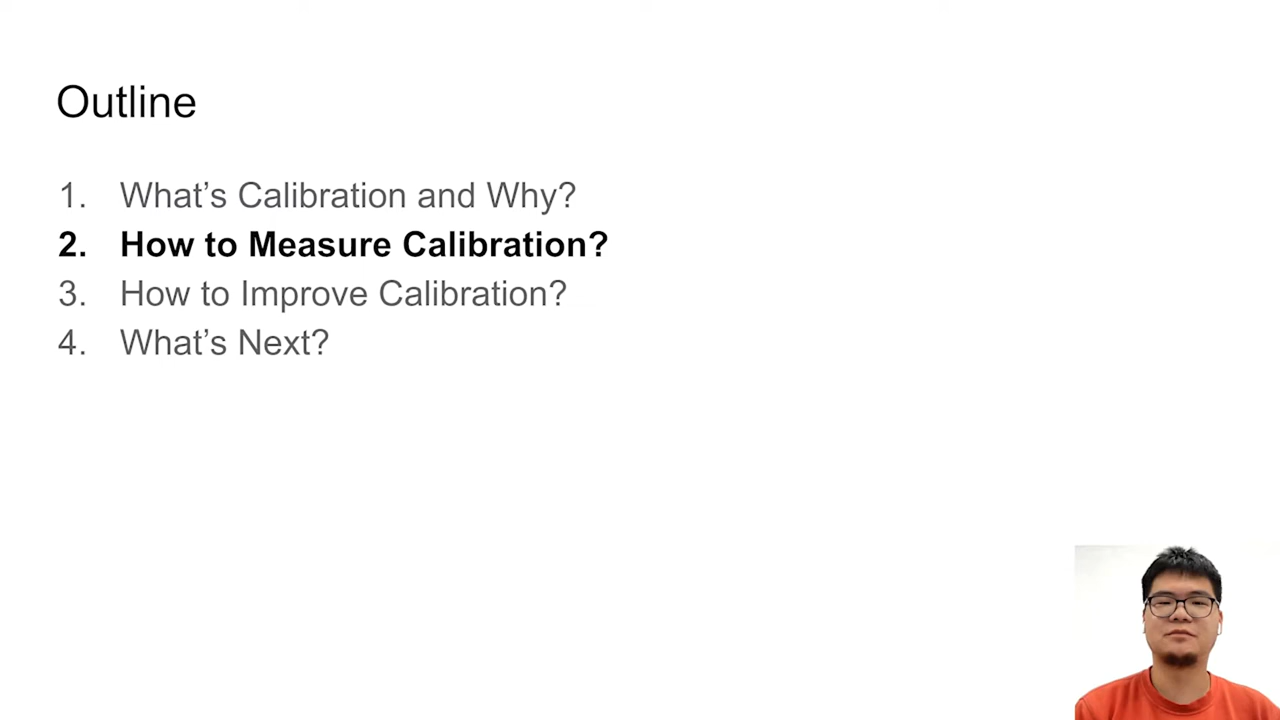 Outline
1. What’s Calibration and Why?
2. How to Measure Calibration?
3. How to Improve Calibration?
4. What’s Next?